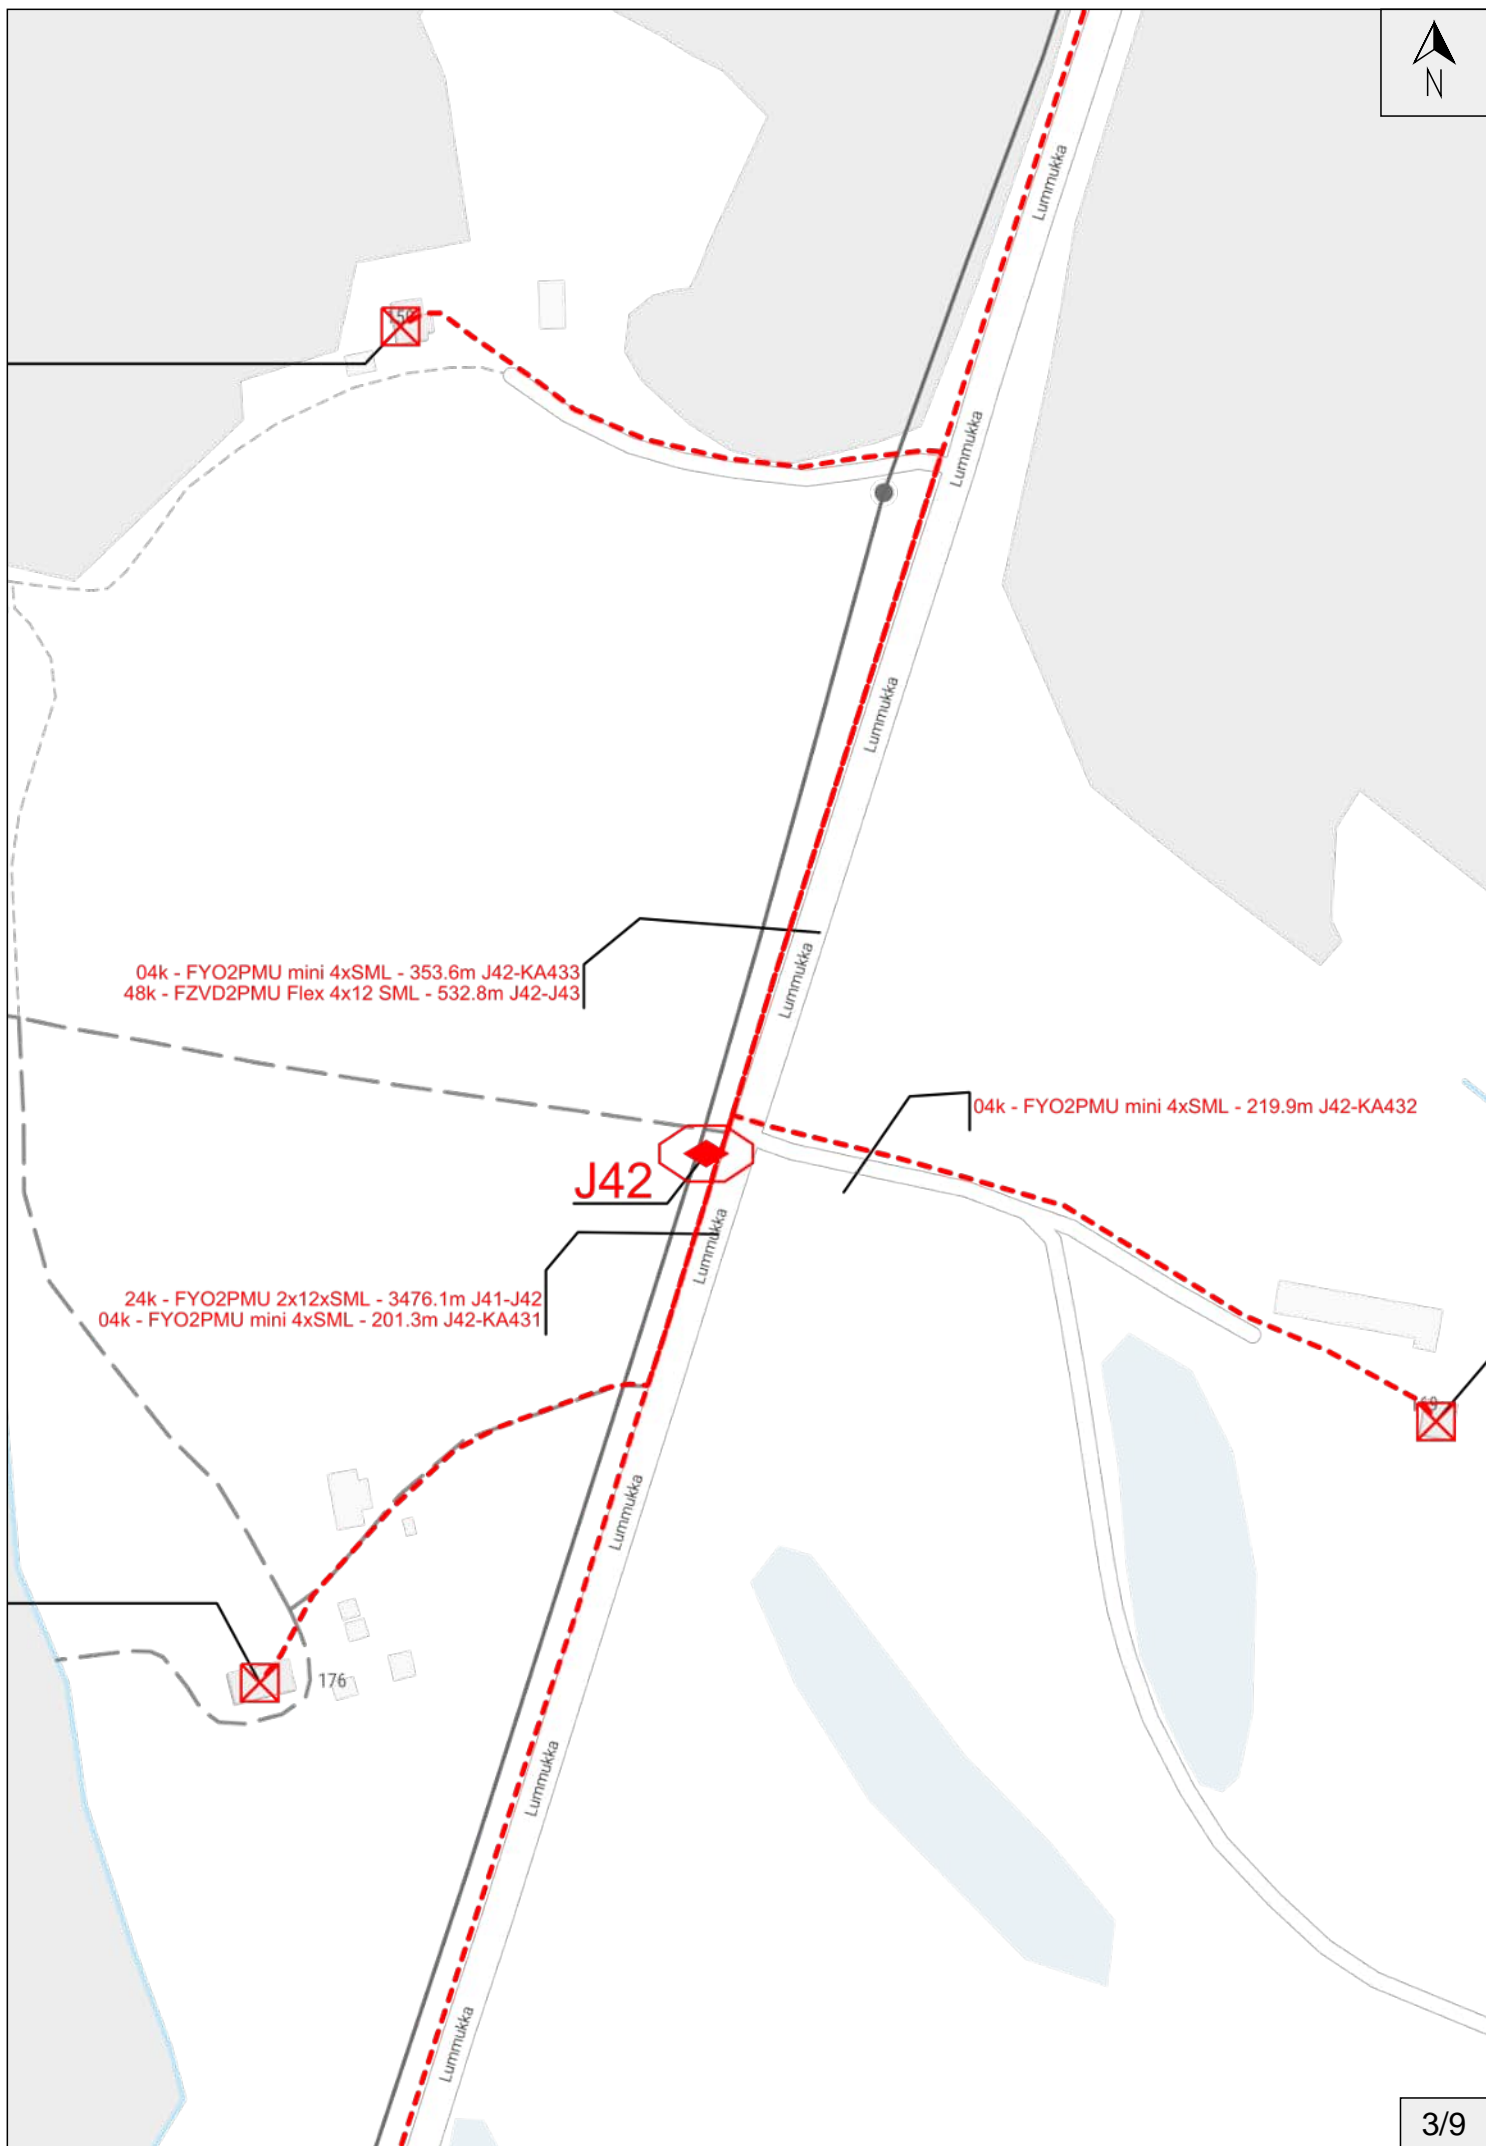 N
Lummukka
Lummukka
Lummukka
04k - FYO2PMU mini 4xSML - 353.6m J42-KA433
48k - FZVD2PMU Flex 4x12 SML - 532.8m J42-J43
Lummukka
04k - FYO2PMU mini 4xSML - 219.9m J42-KA432
J42
Lummukka
24k - FYO2PMU 2x12xSML - 3476.1m J41-J42
04k - FYO2PMU mini 4xSML - 201.3m J42-KA431
Lummukka
176
Lummukka
Lummukka
3/9